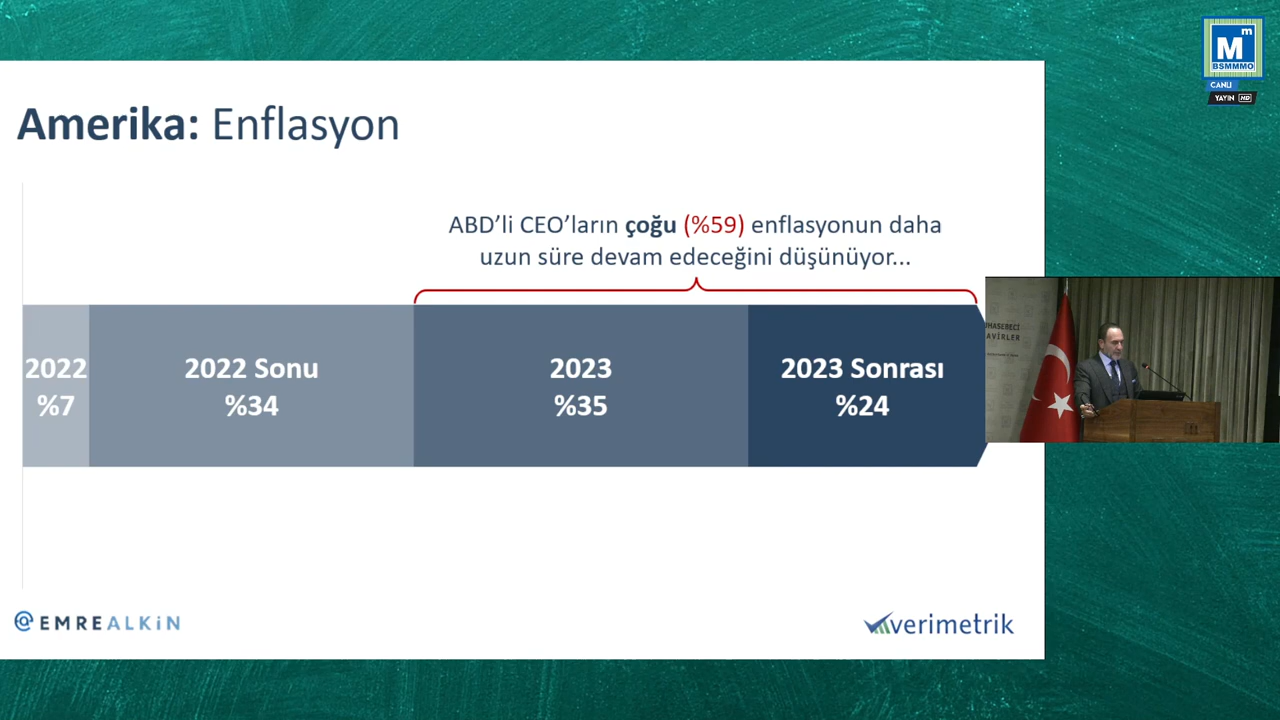 Mm
BSMMMO
CANLI
YAYIN HD
Amerika: Enflasyon
ABD'li CEO'ların çoğu (%59) enflasyonun daha
uzun süre devam edeceğini düşünüyor...
2022
%7
2022 Sonu
%34
2023
%35
2023 Sonrası
%24
@EMREALKiN
verimetrik